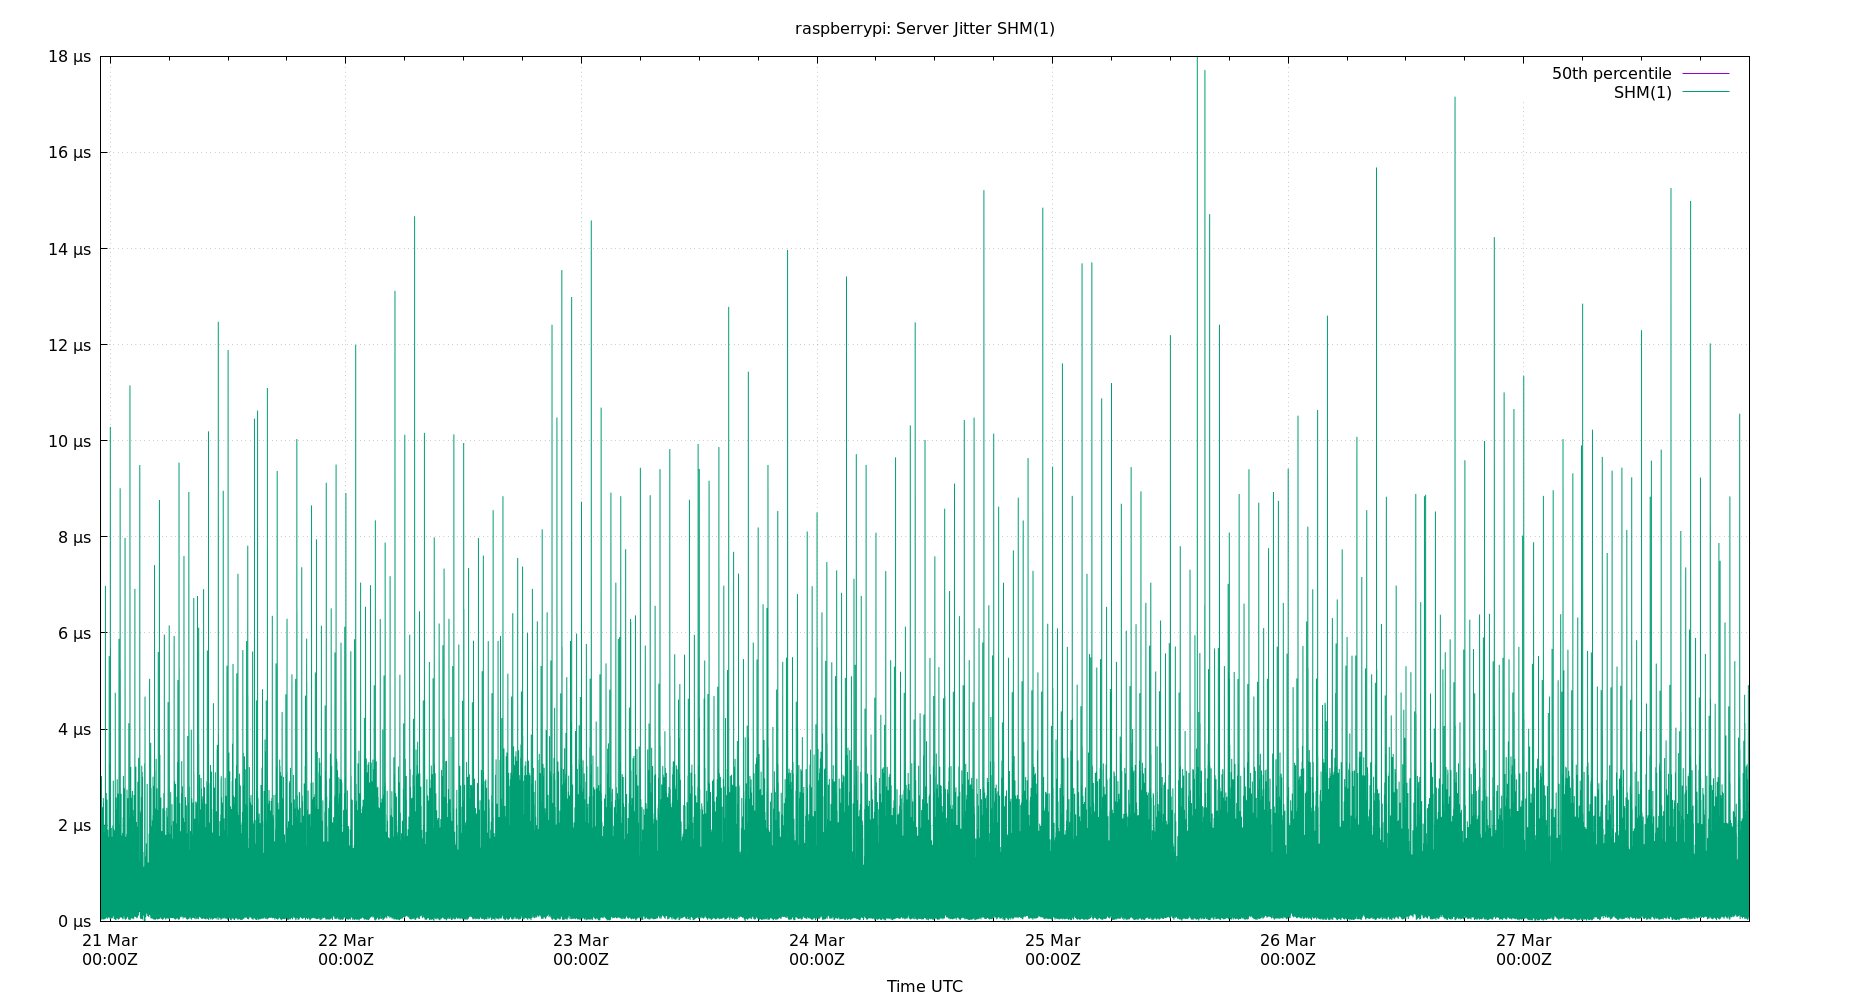 raspberrypi: Server Jitter SHM(1)
18 µs
16 µs
14 µs
12 µs
10 µs
8 µs
6 µs
4 µs
2 µs
0 µs
50th percentile
SHM(1)
21 Mar 22 Mar 23 Mar 24 Mar 25 Mar 26 Mar 27 Mar
00:00Z 00:00Z 00:00Z 00:00Z 00:00Z 00:00Z 00:00Z
Time UTC